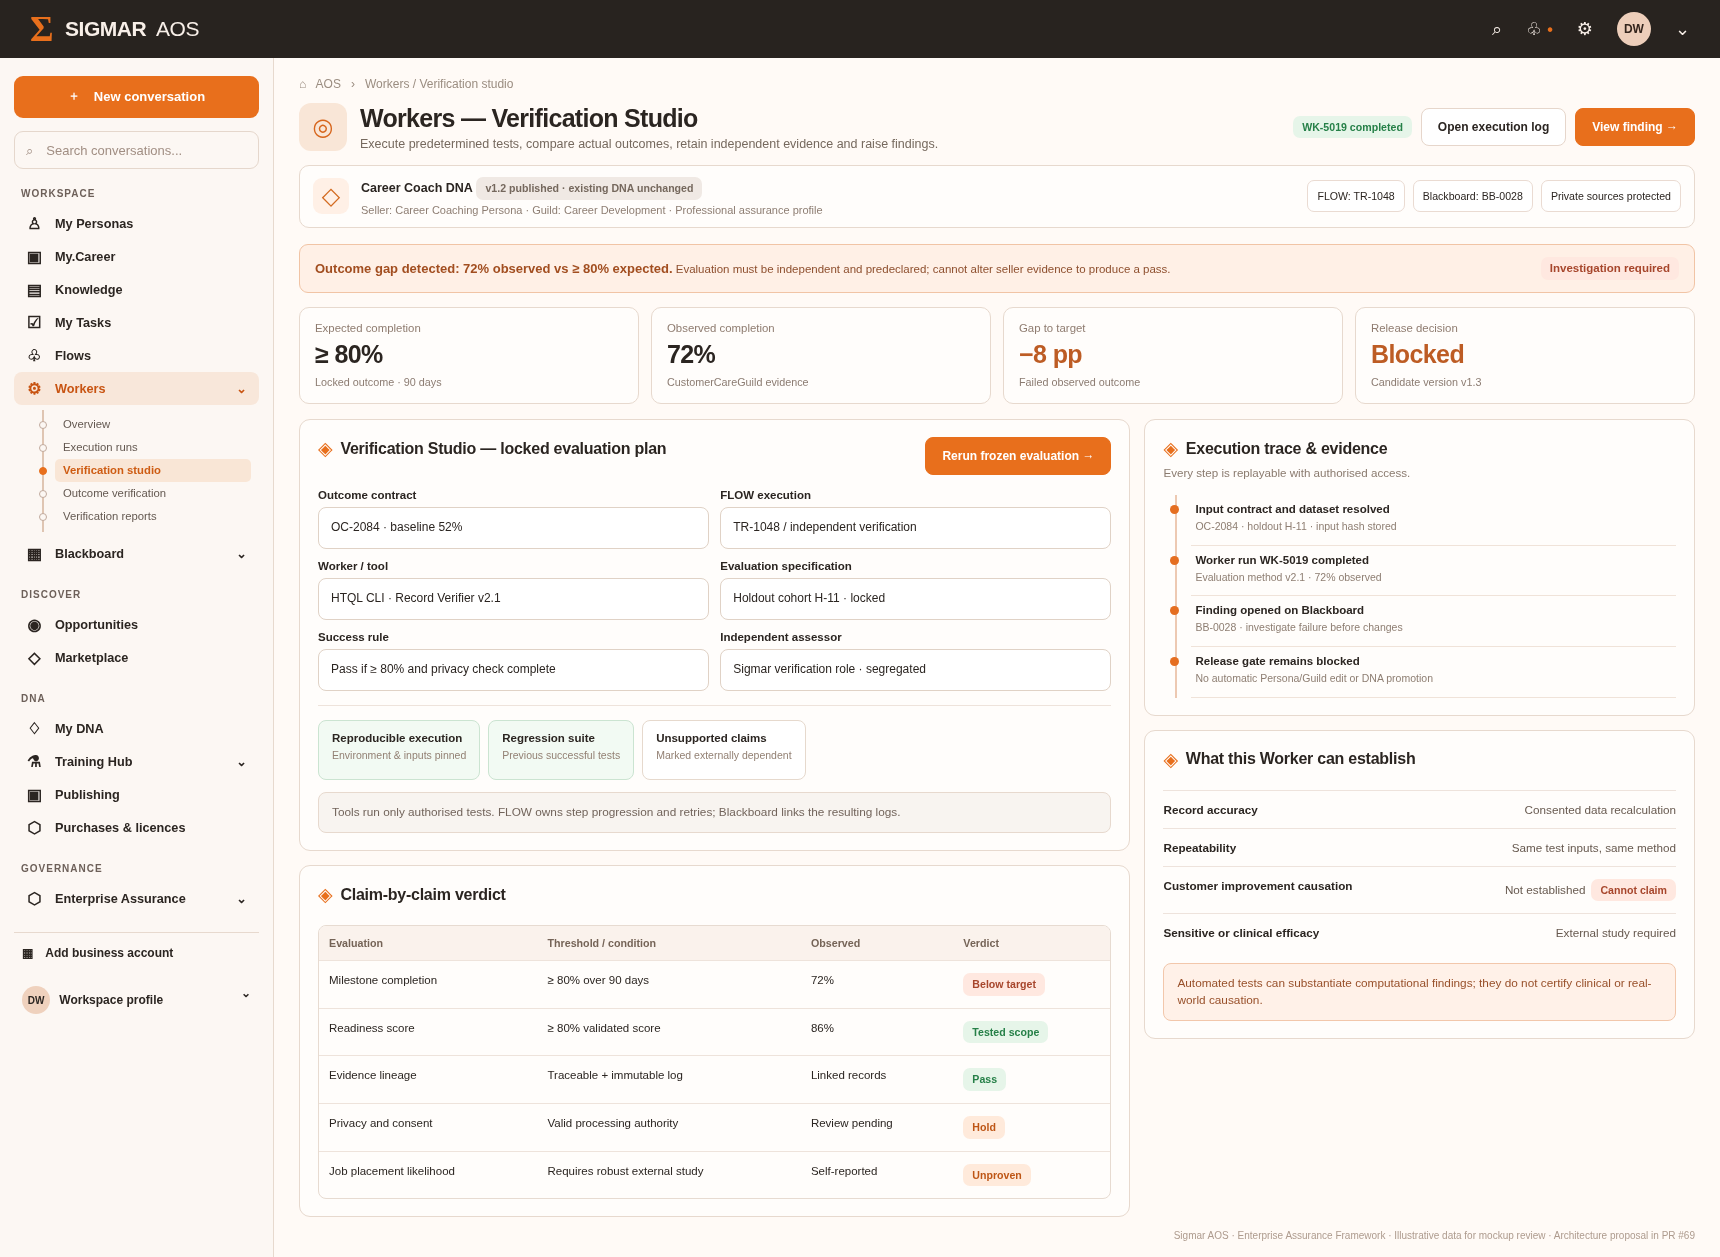 Σ SIGMAR AOS
DW
+ New conversation
Search conversations...
WORKSPACE
My Personas
My.Career
Knowledge
My Tasks
Flows
Workers
Overview
Execution runs
Verification studio
Outcome verification
Verification reports
Blackboard
DISCOVER
Opportunities
Marketplace
DNA
My DNA
Training Hub
Publishing
Purchases & licences
GOVERNANCE
Enterprise Assurance
Add business account
DW Workspace profile
AOS › Workers / Verification studio
Workers — Verification Studio
Execute predetermined tests, compare actual outcomes, retain independent evidence and raise findings.
WK-5019 completed
Open execution log
View finding →
Career Coach DNA v1.2 published · existing DNA unchanged
Seller: Career Coaching Persona · Guild: Career Development · Professional assurance profile
FLOW: TR-1048
Blackboard: BB-0028
Private sources protected
Outcome gap detected: 72% observed vs ≥ 80% expected. Evaluation must be independent and predeclared; cannot alter seller evidence to produce a pass.
Investigation required
Expected completion
≥ 80%
Locked outcome · 90 days
Observed completion
72%
CustomerCareGuild evidence
Gap to target
−8 pp
Failed observed outcome
Release decision
Blocked
Candidate version v1.3
Verification Studio — locked evaluation plan
Rerun frozen evaluation →
Outcome contract
OC-2084 · baseline 52%
FLOW execution
TR-1048 / independent verification
Worker / tool
HTQL CLI · Record Verifier v2.1
Evaluation specification
Holdout cohort H-11 · locked
Success rule
Pass if ≥ 80% and privacy check complete
Independent assessor
Sigmar verification role · segregated
Reproducible execution
Environment & inputs pinned
Regression suite
Previous successful tests
Unsupported claims
Marked externally dependent
Tools run only authorised tests. FLOW owns step progression and retries; Blackboard links the resulting logs.
Claim-by-claim verdict
Evaluation Threshold / condition Observed Verdict
Milestone completion ≥ 80% over 90 days 72% Below target
Readiness score ≥ 80% validated score 86% Tested scope
Evidence lineage Traceable + immutable log Linked records Pass
Privacy and consent Valid processing authority Review pending Hold
Job placement likelihood Requires robust external study Self-reported Unproven
Execution trace & evidence
Every step is replayable with authorised access.
Input contract and dataset resolved
OC-2084 · holdout H-11 · input hash stored
Worker run WK-5019 completed
Evaluation method v2.1 · 72% observed
Finding opened on Blackboard
BB-0028 · investigate failure before changes
Release gate remains blocked
No automatic Persona/Guild edit or DNA promotion
What this Worker can establish
Record accuracy Consented data recalculation
Repeatability Same test inputs, same method
Customer improvement causation Not established Cannot claim
Sensitive or clinical efficacy External study required
Automated tests can substantiate computational findings; they do not certify clinical or real-
world causation.
Sigmar AOS · Enterprise Assurance Framework · Illustrative data for mockup review · Architecture proposal in PR #69